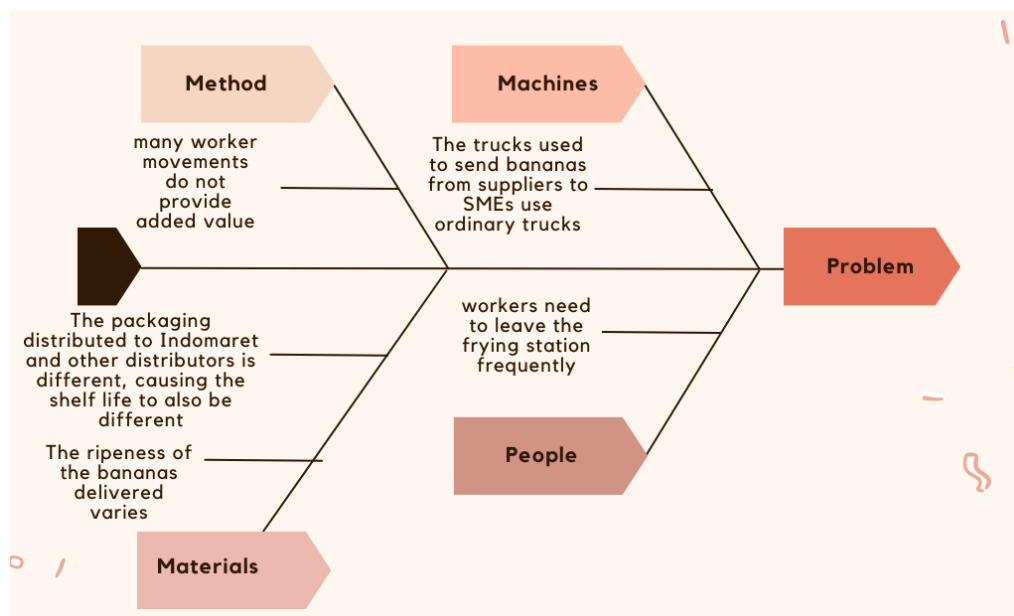 Method
many worker
movements
do not
provide
added value
Machines
The trucks used
to send bananas
from suppliers to
SMEs use
ordinary trucks
Problem
The packaging
distributed to Indomaret
and other distributors is
different, causing the
shelf life to also be
different
The ripeness of
the bananas
delivered
varies
Materials
workers need
to leave the
frying station
frequently
People